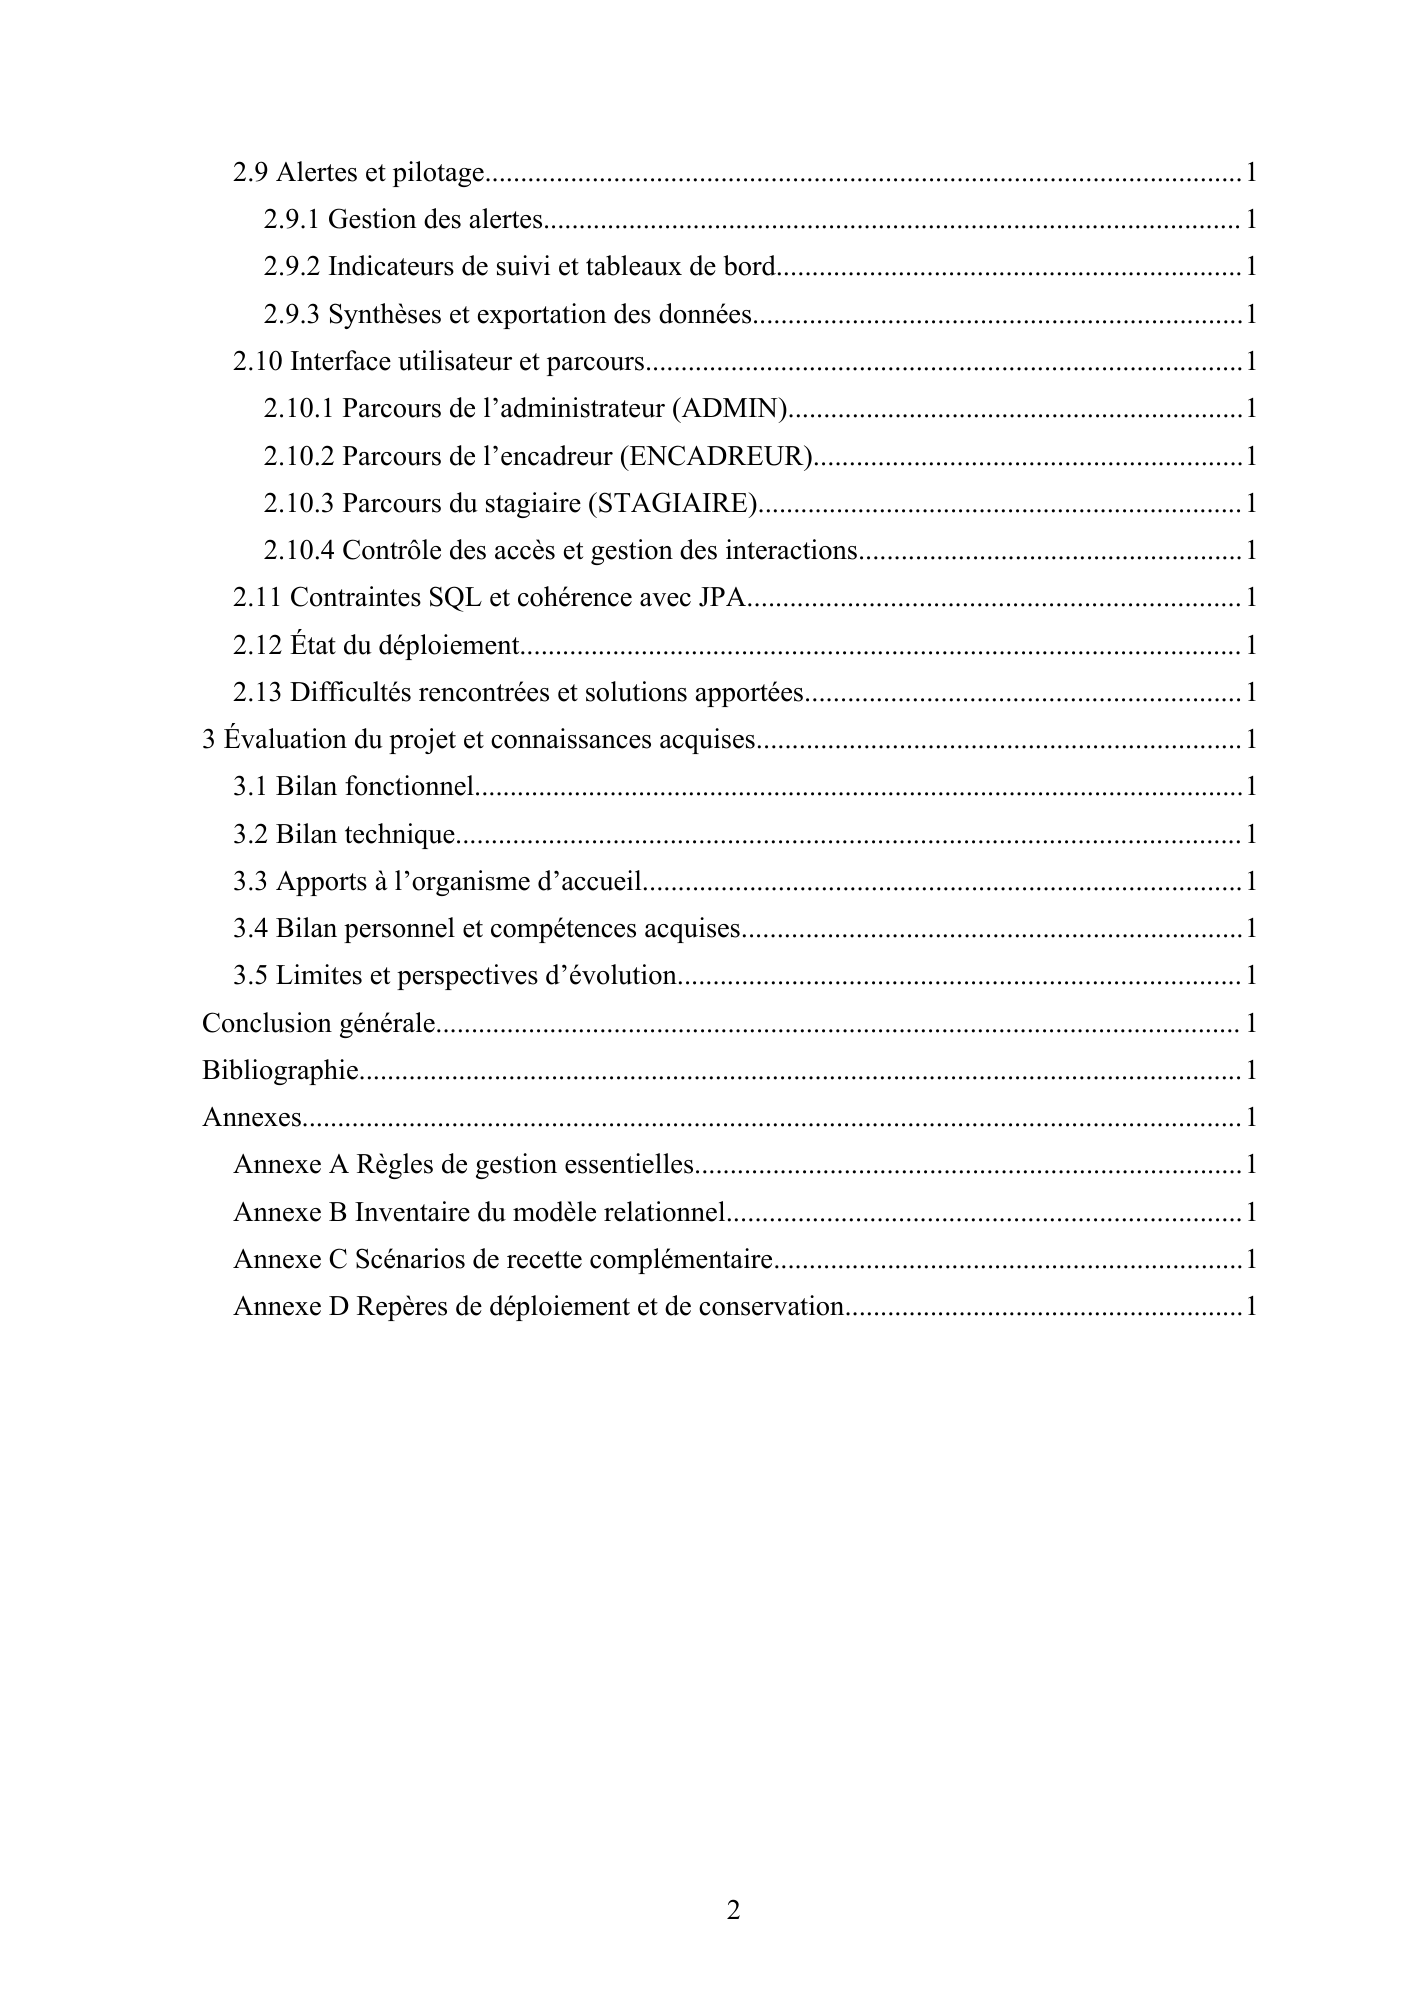 2.9 Alertes et pilotage.....1
2.9.1 Gestion des alertes.....1
2.9.2 Indicateurs de suivi et tableaux de bord.....1
2.9.3 Synthèses et exportation des données.....1
2.10 Interface utilisateur et parcours.....1
2.10.1 Parcours de l’administrateur (ADMIN).....1
2.10.2 Parcours de l’encadreur (ENCADREUR).....1
2.10.3 Parcours du stagiaire (STAGIAIRE).....1
2.10.4 Contrôle des accès et gestion des interactions.....1
2.11 Contraintes SQL et cohérence avec JPA.....1
2.12 État du déploiement.....1
2.13 Difficultés rencontrées et solutions apportées.....1
3 Évaluation du projet et connaissances acquises.....1
3.1 Bilan fonctionnel.....1
3.2 Bilan technique.....1
3.3 Apports à l’organisme d’accueil.....1
3.4 Bilan personnel et compétences acquises.....1
3.5 Limites et perspectives d’évolution.....1
Conclusion générale.....1
Bibliographie.....1
Annexes.....1
Annexe A Règles de gestion essentielles.....1
Annexe B Inventaire du modèle relationnel.....1
Annexe C Scénarios de recette complémentaire.....1
Annexe D Repères de déploiement et de conservation.....1
2